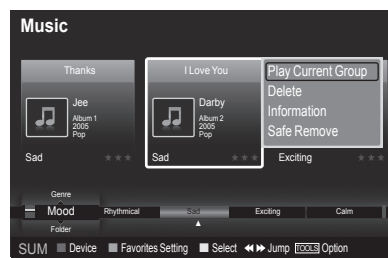 Music
Thanks
Jee
Album 1
2005
Pop
Sad
I Love You
Darby
Album 2
2005
Pop
Sad
Play Current Group
Delete
Information
Safe Remove
Exciting
Genre
Mood Rhythmical Sad Exciting Calm
Folder
SUM Device Favorites Setting Select Jump TOOLS Option